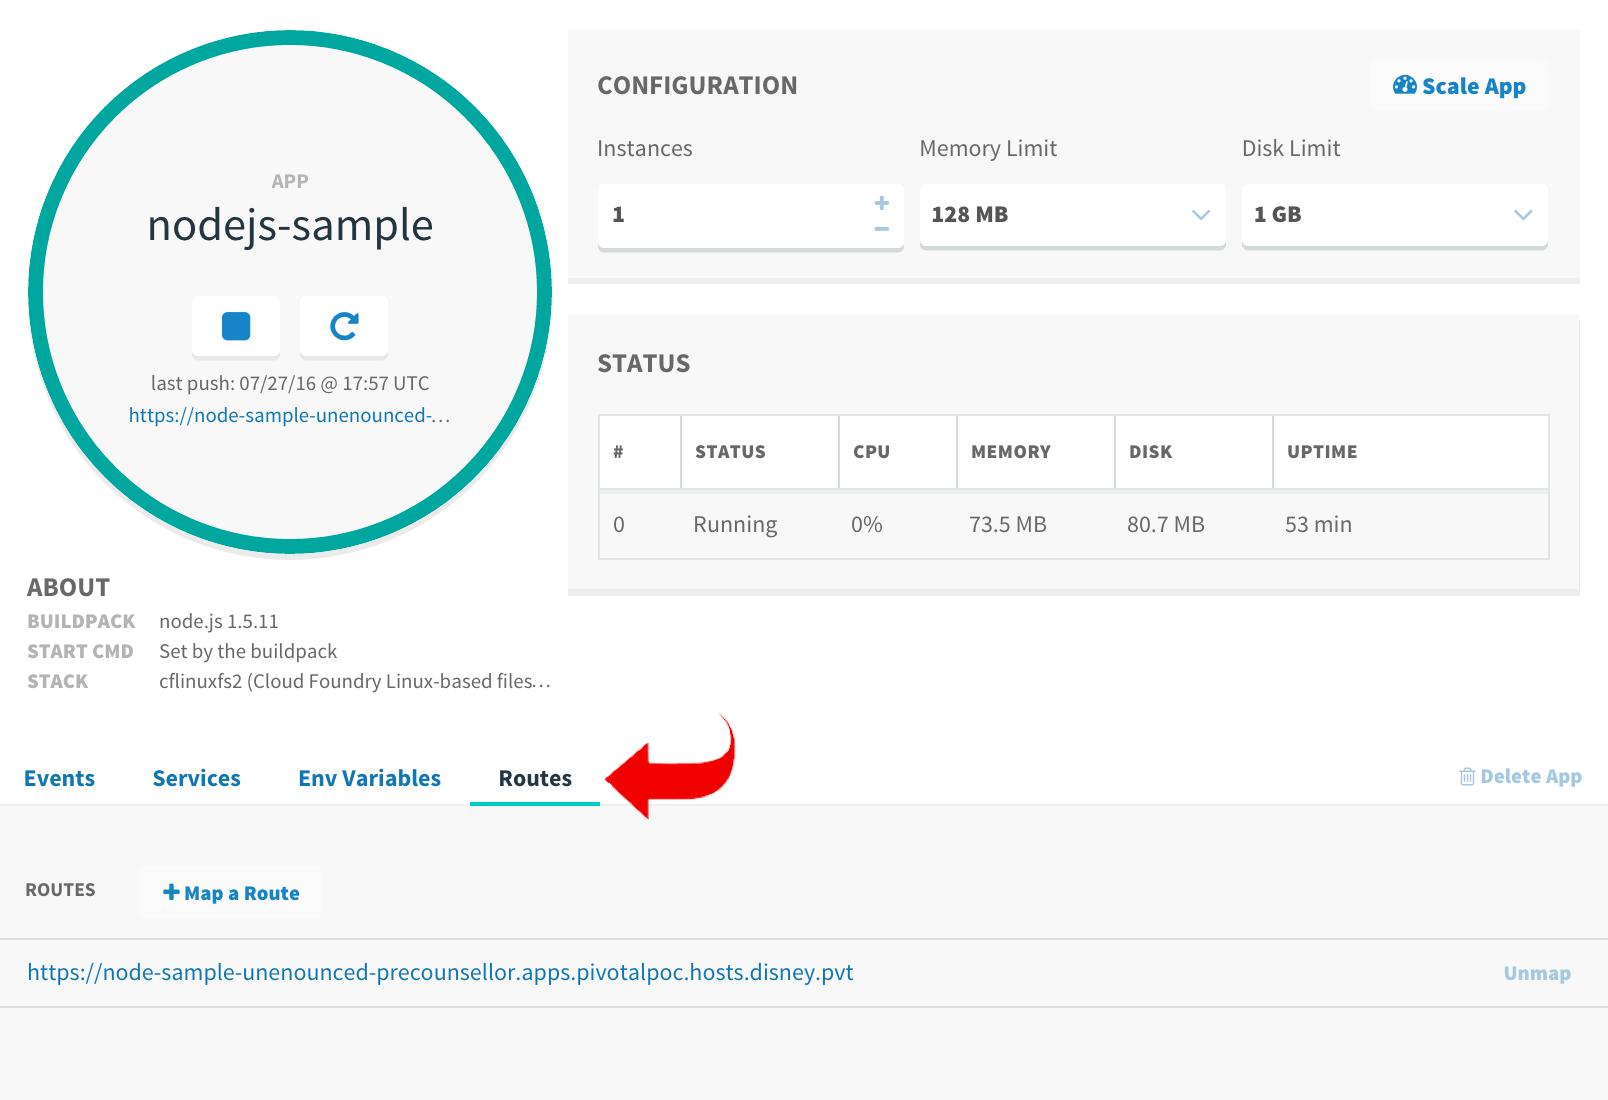 APP
nodejs-sample
last push: 07/27/16 @ 17:57 UTC
https://node-sample-unenounced-…
CONFIGURATION
Scale App
Instances Memory Limit Disk Limit
1 128 MB 1 GB
STATUS
# STATUS CPU MEMORY DISK UPTIME
0 Running 0% 73.5 MB 80.7 MB 53 min
ABOUT
BUILDPACK node.js 1.5.11
START CMD Set by the buildpack
STACK cflinuxfs2 (Cloud Foundry Linux-based files…
Events Services Env Variables Routes Delete App
ROUTES + Map a Route
https://node-sample-unenounced-precounsellor.apps.pivotalpoc.hosts.disney.pvt Unmap